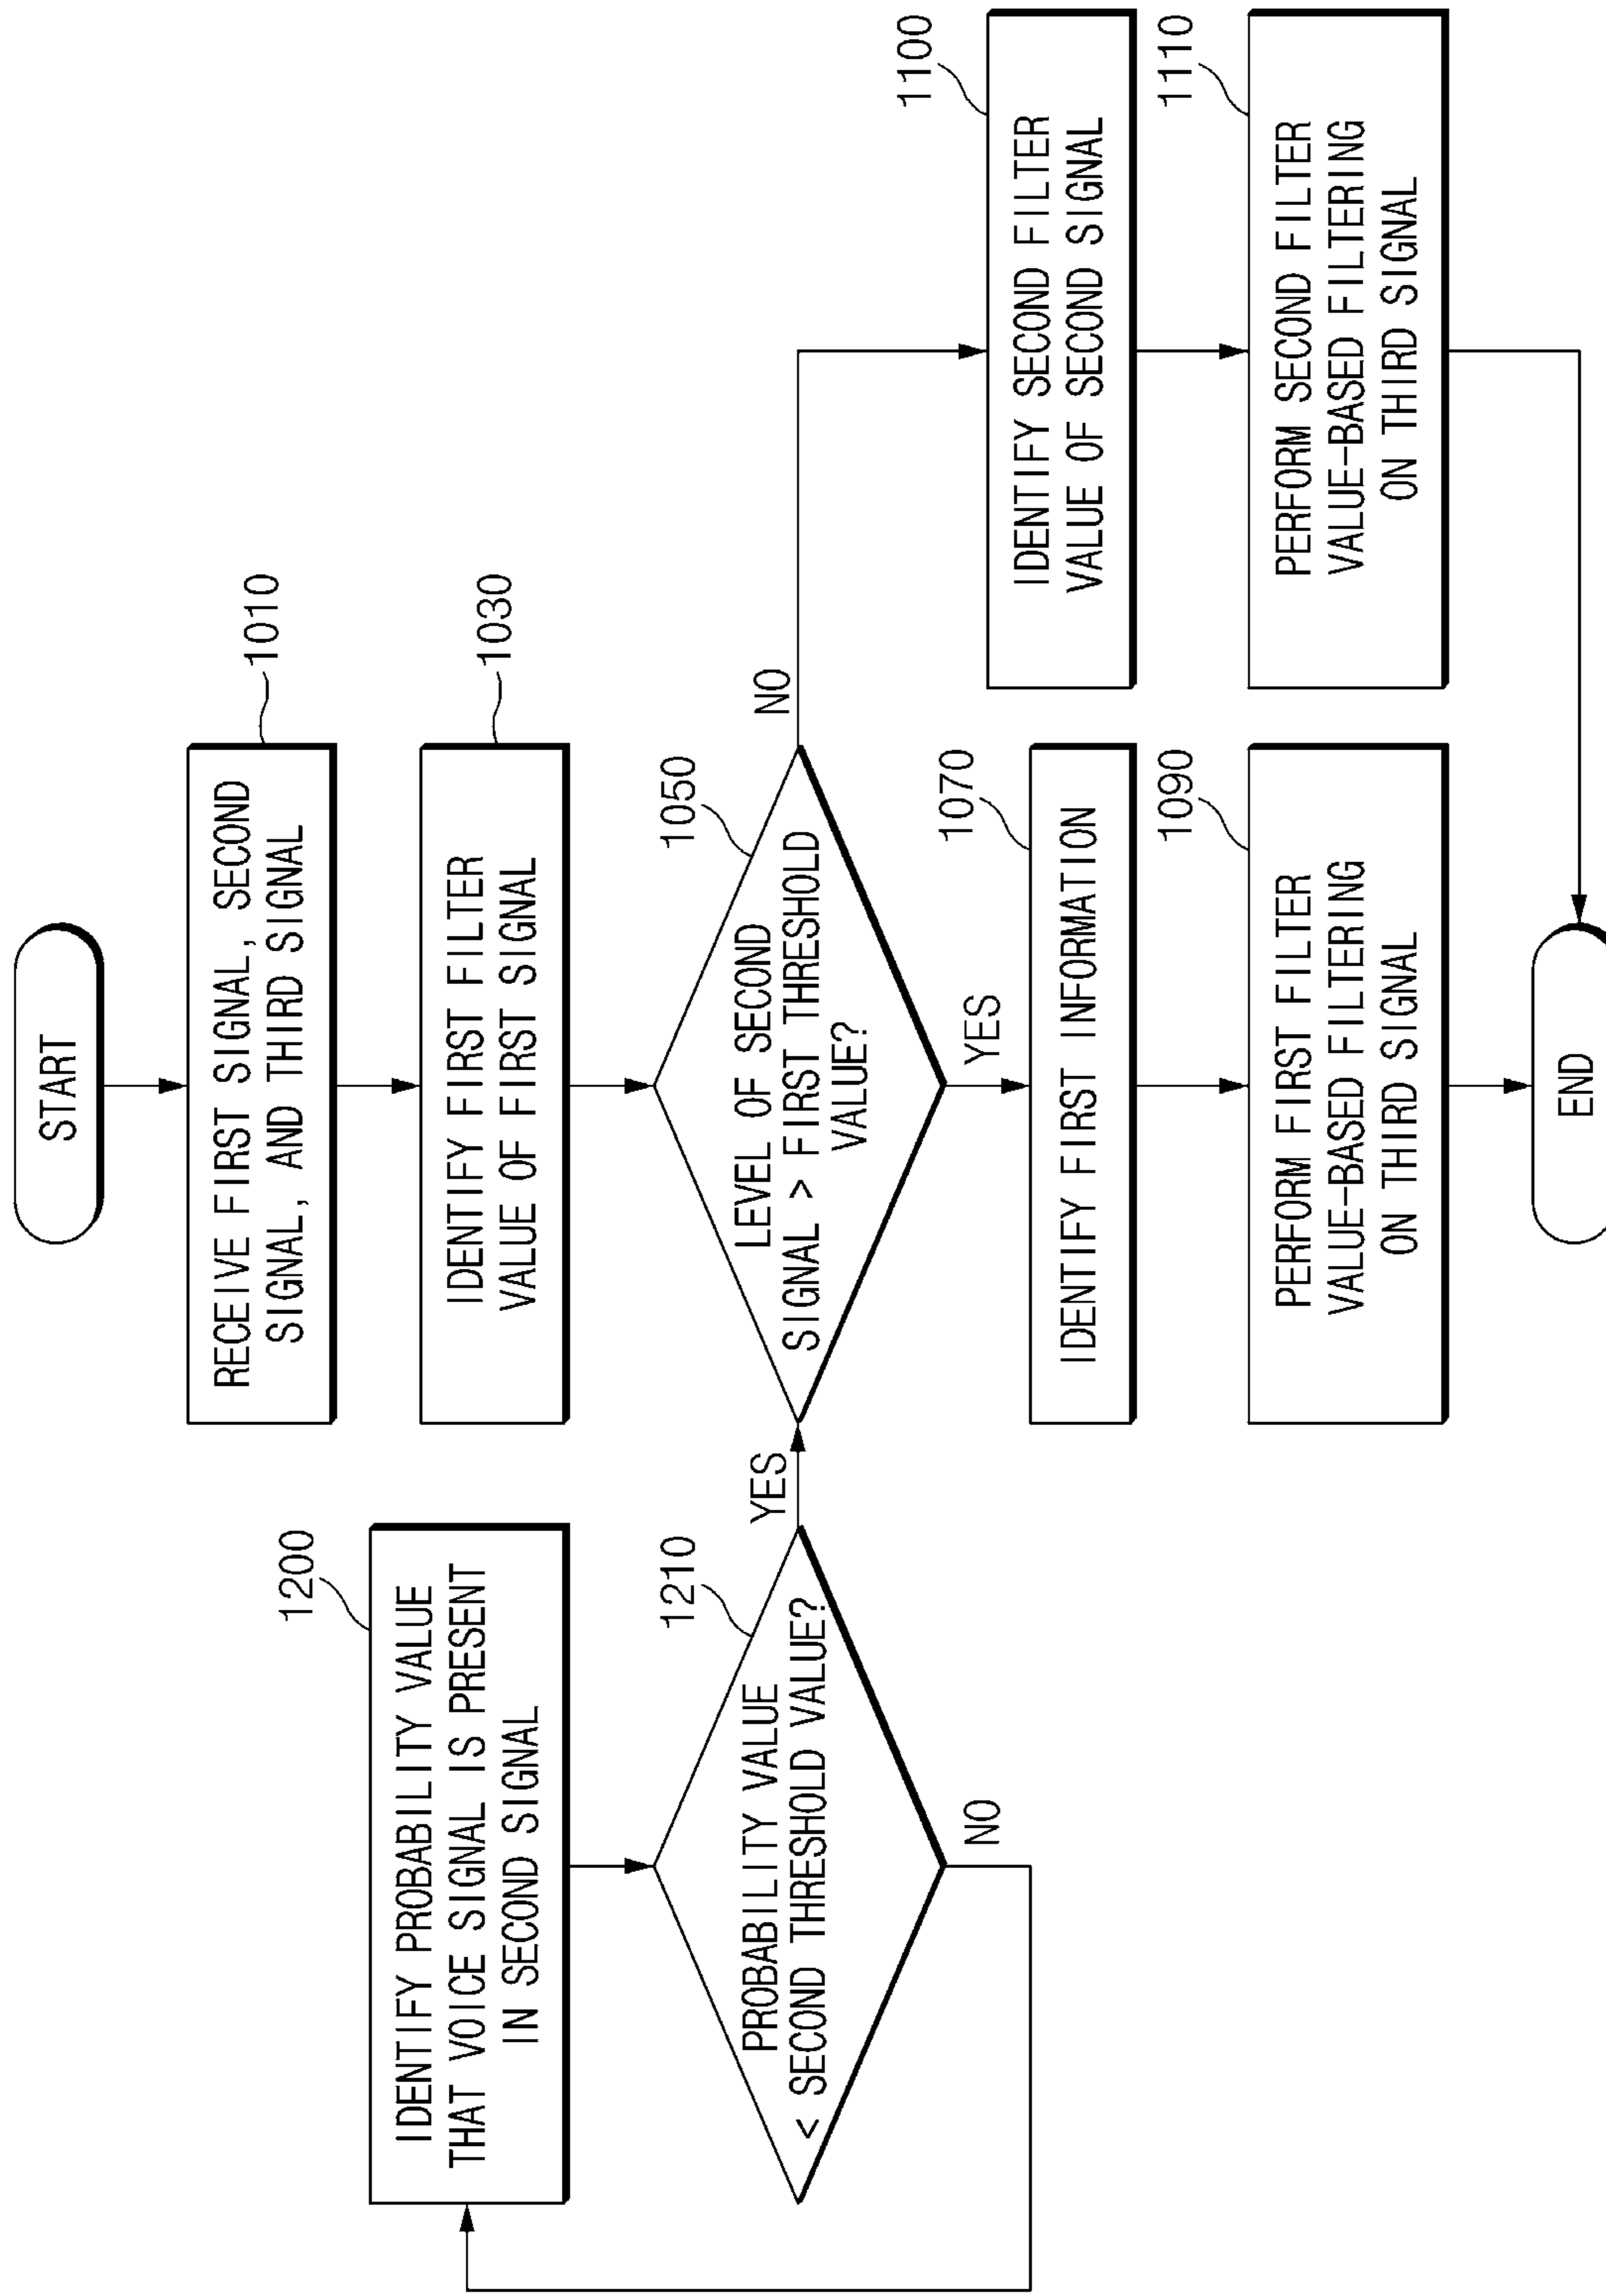 START
RECEIVE FIRST SIGNAL, SECOND
SIGNAL, AND THIRD SIGNAL
1010
IDENTIFY FIRST FILTER
VALUE OF FIRST SIGNAL
1030
IDENTIFY PROBABILITY VALUE
THAT VOICE SIGNAL IS PRESENT
IN SECOND SIGNAL
1200
PROBABILITY VALUE
< SECOND THRESHOLD VALUE?
1210
YES
NO
LEVEL OF SECOND
SIGNAL > FIRST THRESHOLD
VALUE?
1050
NO
YES
IDENTIFY FIRST INFORMATION
1070
PERFORM FIRST FILTER
VALUE-BASED FILTERING
ON THIRD SIGNAL
1090
IDENTIFY SECOND FILTER
VALUE OF SECOND SIGNAL
1100
PERFORM SECOND FILTER
VALUE-BASED FILTERING
ON THIRD SIGNAL
1110
END